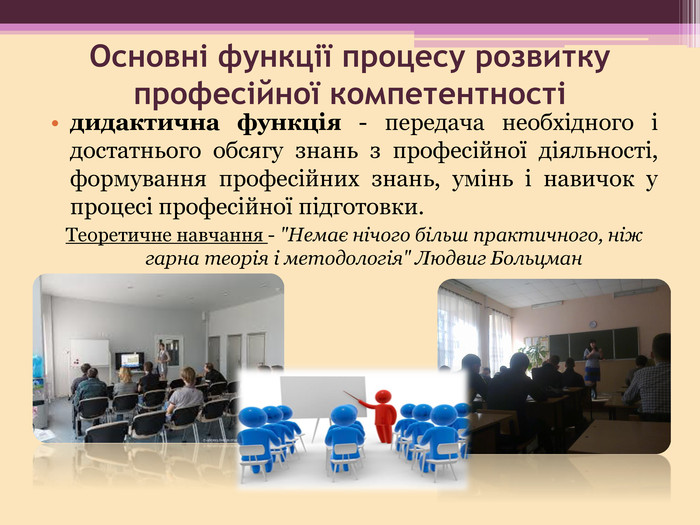 Основні функції процесу розвитку
професійної компетентності
• дидактична функція - передача необхідного і
достатнього обсягу знань з професійної діяльності,
формування професійних знань, умінь і навичок у
процесі професійної підготовки.
Теоретичне навчання - "Немає нічого більш практичного, ніж
гарна теорія і методологія" Людвиг Больцман